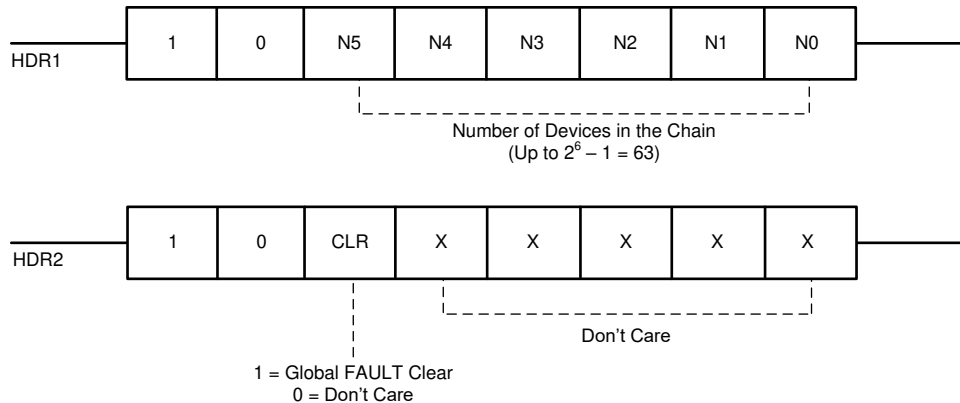 1 0 N5 N4 N3 N2 N1 N0
HDR1
Number of Devices in the Chain
(Up to 2⁶ – 1 = 63)
1 0 CLR X X X X X
HDR2
Don't Care
1 = Global FAULT Clear
0 = Don't Care